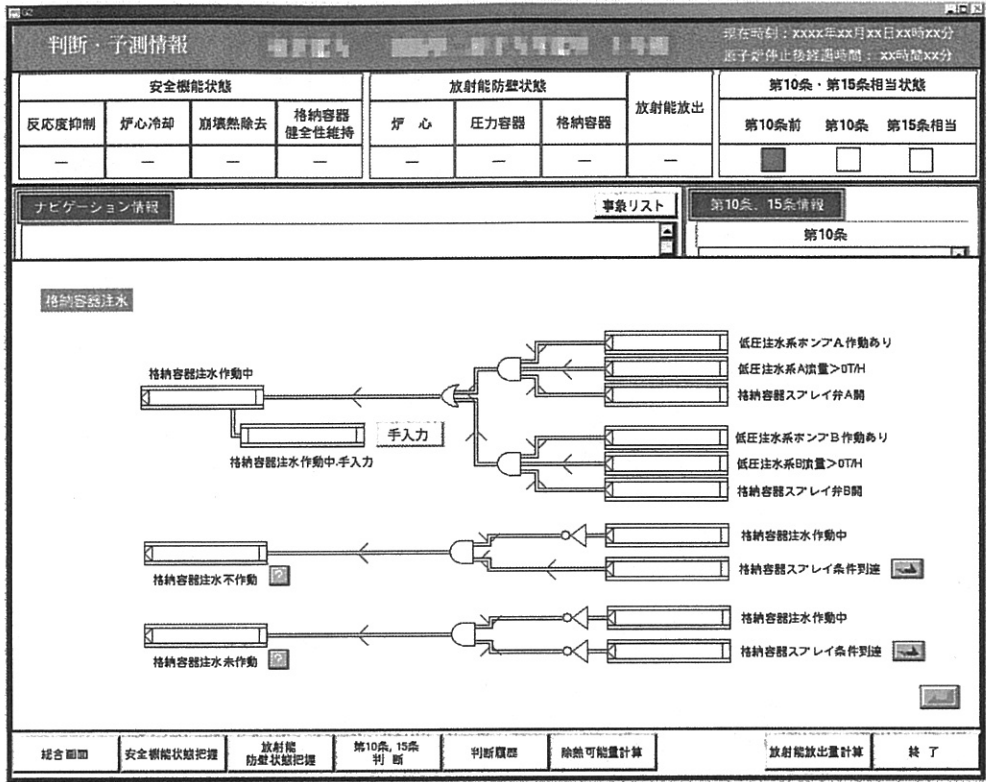 判断・予測情報
現在時刻：xxxx年xx月xx日xx時xx分
原子炉停止後経過時間：xx時間xx分
安全機能状態
放射能防壁状態
放射能放出
第10条・第15条相当状態
反応度抑制
炉心冷却
崩壊熱除去
格納容器
健全性維持
炉　心
圧力容器
格納容器
第10条前
第10条
第15条相当
－
－
－
－
－
－
－
－
ナビゲーション情報
事象リスト
第10条、15条情報
第10条
格納容器注水
低圧注水系ポンプA作動あり
格納容器注水作動中
低圧注水系A流量>0T/H
格納容器スプレイ弁A開
手入力
格納容器注水作動中.手入力
低圧注水系ポンプB作動あり
低圧注水系B流量>0T/H
格納容器スプレイ弁B開
格納容器注水作動中
格納容器注水不作動
?
格納容器スプレイ条件到達
格納容器注水作動中
格納容器注水未作動
?
格納容器スプレイ条件到達
総合画面
安全機能状態把握
放射能
防壁状態把握
第10条, 15条
判　断
判断履歴
除熱可能量計算
放射能放出量計算
終　了